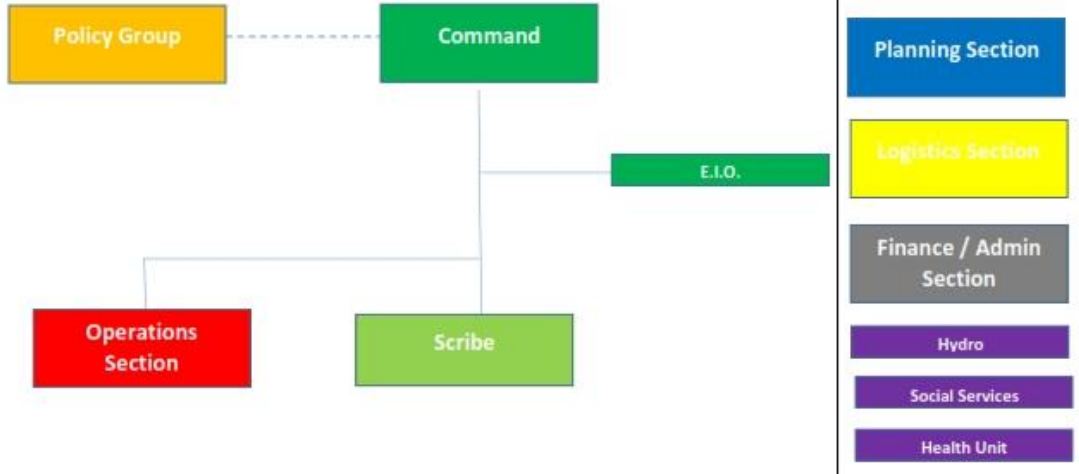 Policy Group
Command
E.I.O.
Operations
Section
Scribe
Planning Section
Logistics Section
Finance / Admin
Section
Hydro
Social Services
Health Unit